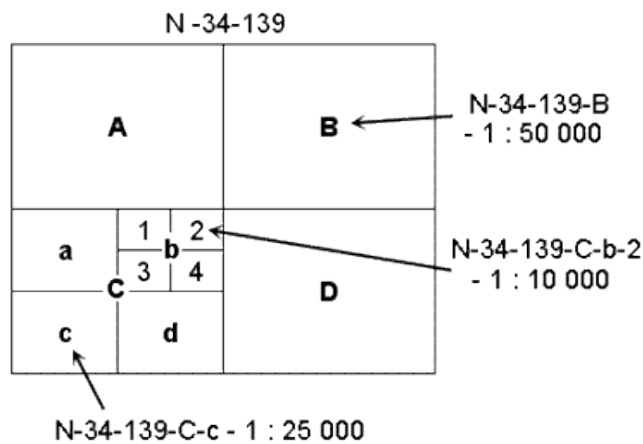 N -34-139
A
B
N-34-139-B
- 1 : 50 000
a
1
2
b
3
4
N-34-139-C-b-2
- 1 : 10 000
C
D
c
d
N-34-139-C-c - 1 : 25 000